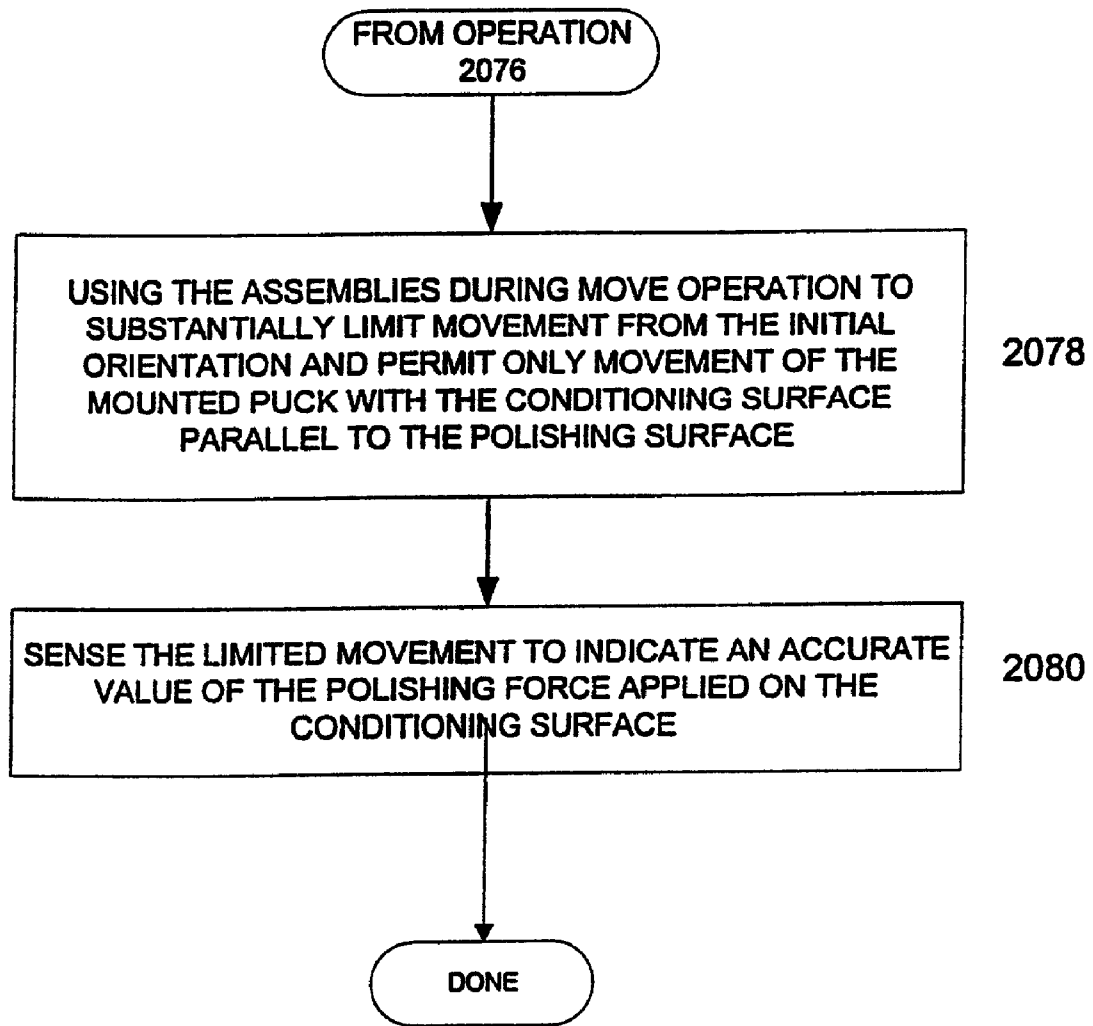 FROM OPERATION
2076
USING THE ASSEMBLIES DURING MOVE OPERATION TO
SUBSTANTIALLY LIMIT MOVEMENT FROM THE INITIAL
ORIENTATION AND PERMIT ONLY MOVEMENT OF THE
MOUNTED PUCK WITH THE CONDITIONING SURFACE
PARALLEL TO THE POLISHING SURFACE
2078
SENSE THE LIMITED MOVEMENT TO INDICATE AN ACCURATE
VALUE OF THE POLISHING FORCE APPLIED ON THE
CONDITIONING SURFACE
2080
DONE